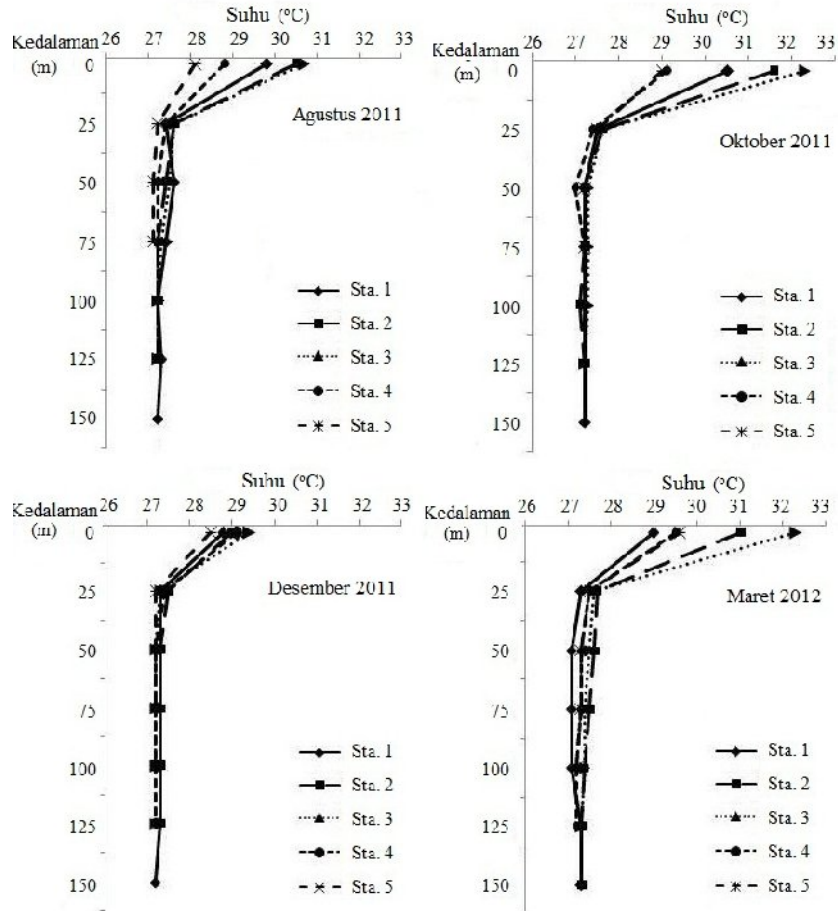 Suhu (°C)
26 27 28 29 30 31 32 33
Kedalaman
(m)
0
25
50
75
100
125
150
Agustus 2011
Sta. 1
Sta. 2
Sta. 3
Sta. 4
Sta. 5
Suhu (°C)
26 27 28 29 30 31 32 33
Kedalaman
(m)
0
25
50
75
100
125
150
Oktober 2011
Sta. 1
Sta. 2
Sta. 3
Sta. 4
Sta. 5
Suhu (°C)
26 27 28 29 30 31 32 33
Kedalaman
(m)
0
25
50
75
100
125
150
Desember 2011
Sta. 1
Sta. 2
Sta. 3
Sta. 4
Sta. 5
Suhu (°C)
26 27 28 29 30 31 32 33
Kedalaman
(m)
0
25
50
75
100
125
150
Maret 2012
Sta. 1
Sta. 2
Sta. 3
Sta. 4
Sta. 5